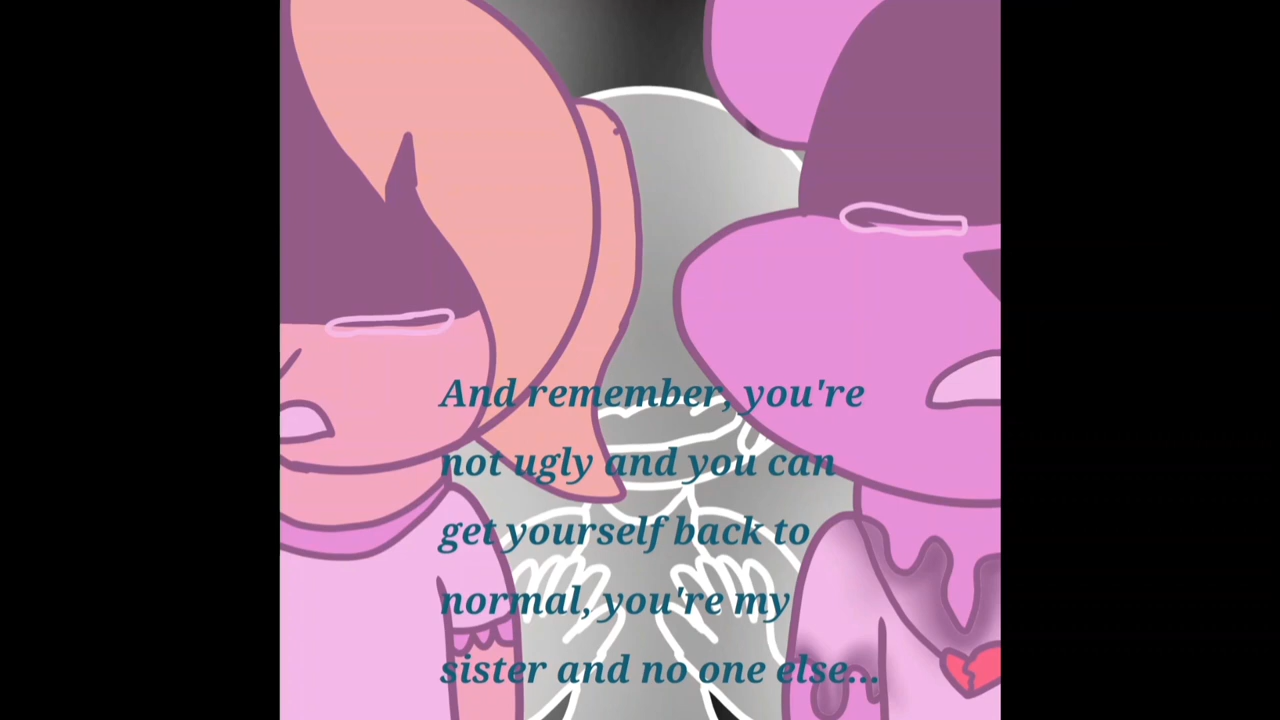 And remember, you're
not ugly and you can
get yourself back to
normal, you're my
sister and no one else...